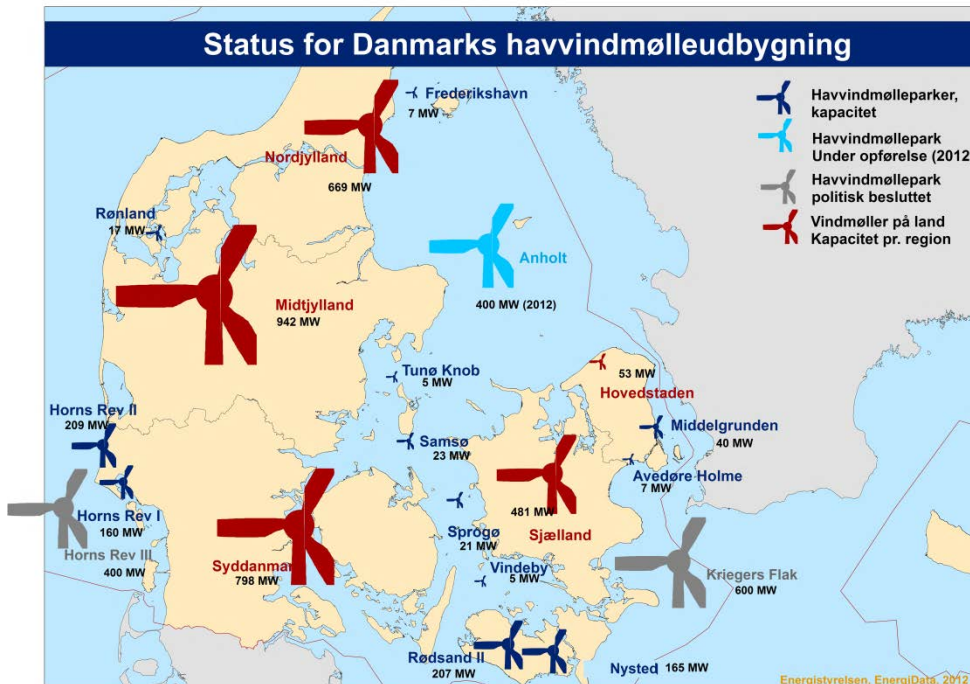 Status for Danmarks havvindmølleudbygning
Havvindmølleparker,
kapacitet
Havvindmøllepark
Under opførelse (2012
Havvindmøllepark
politisk besluttet
Vindmøller på land
Kapacitet pr. region
Frederikshavn
7 MW
Nordjylland
669 MW
Rønland
17 MW
Anholt
400 MW (2012)
Midtjylland
942 MW
Tunø Knob
5 MW
53 MW
Hovedstaden
Horns Rev II
209 MW
Middelgrunden
40 MW
Samsø
23 MW
Avedøre Holme
7 MW
Horns Rev I
160 MW
Horns Rev III
400 MW
481 MW
Sjælland
Sprogø
21 MW
Syddanmar
798 MW
Vindeby
5 MW
Kriegers Flak
600 MW
Rødsand II
207 MW
Nysted
165 MW
Energistyrelsen, EnergiData, 2012